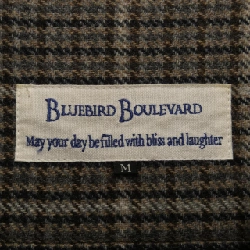 BLUEBIRD BOULEVARD
May your day be filled with bliss and laughter
M